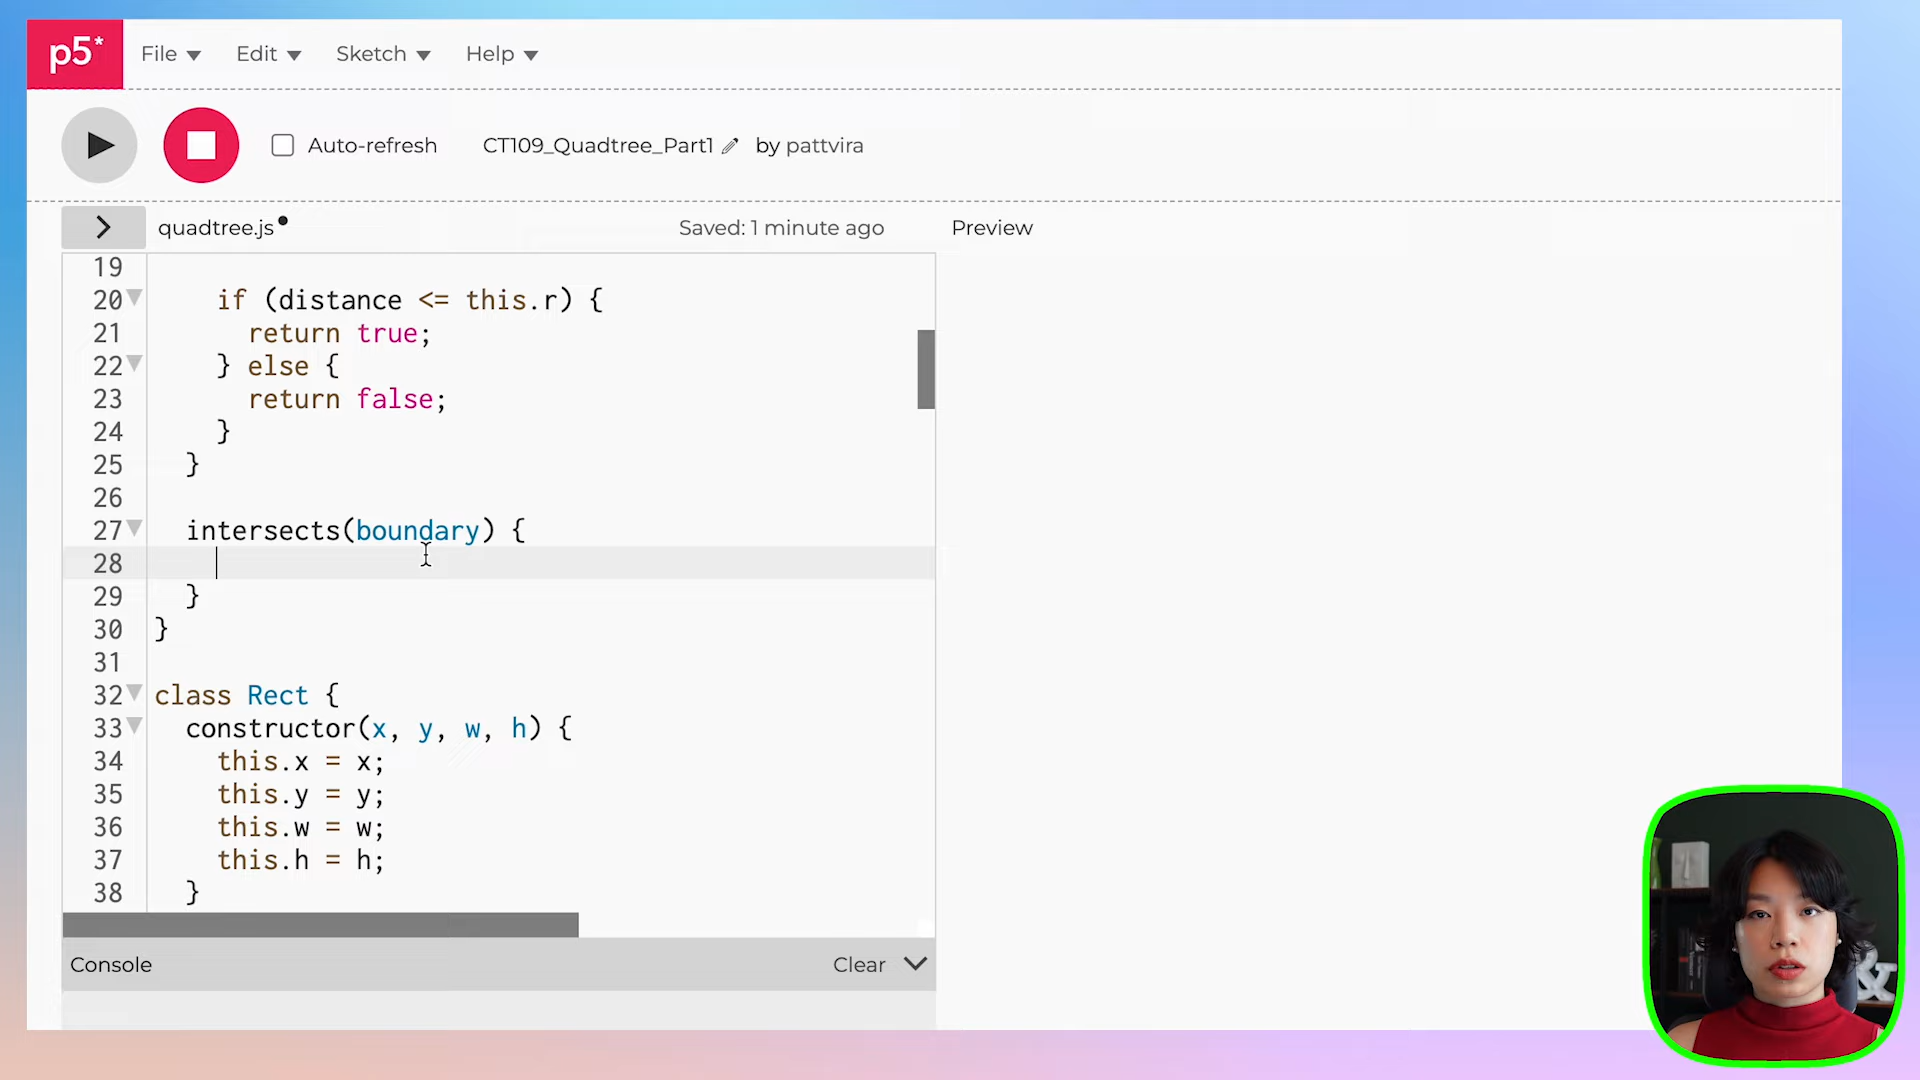 p5*
File Edit Sketch Help
Auto-refresh CT109_Quadtree_Part1 by pattvira
quadtree.js Saved: 1 minute ago Preview
19
20 if (distance <= this.r) {
21 return true;
22 } else {
23 return false;
24 }
25 }
26
27 intersects(boundary) {
28
29 }
30 }
31
32 class Rect {
33 constructor(x, y, w, h) {
34 this.x = x;
35 this.y = y;
36 this.w = w;
37 this.h = h;
38 }
Console Clear
&